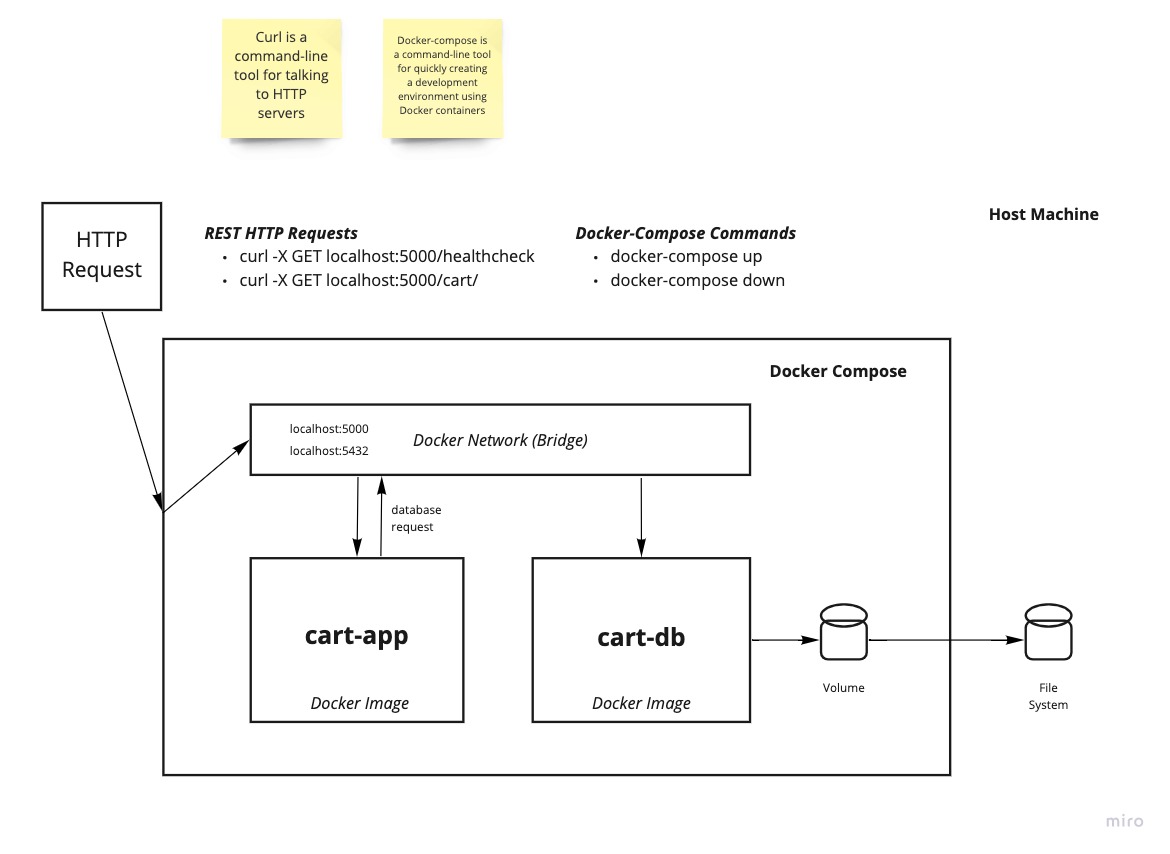 Curl is a
command-line
tool for talking
to HTTP
servers
Docker-compose is
a command-line tool
for quickly creating
a development
environment using
Docker containers
HTTP
Request
REST HTTP Requests
• curl -X GET localhost:5000/healthcheck
• curl -X GET localhost:5000/cart/
Docker-Compose Commands
• docker-compose up
• docker-compose down
Host Machine
Docker Compose
localhost:5000
localhost:5432
Docker Network (Bridge)
database
request
cart-app
Docker Image
cart-db
Docker Image
Volume
File
System
miro